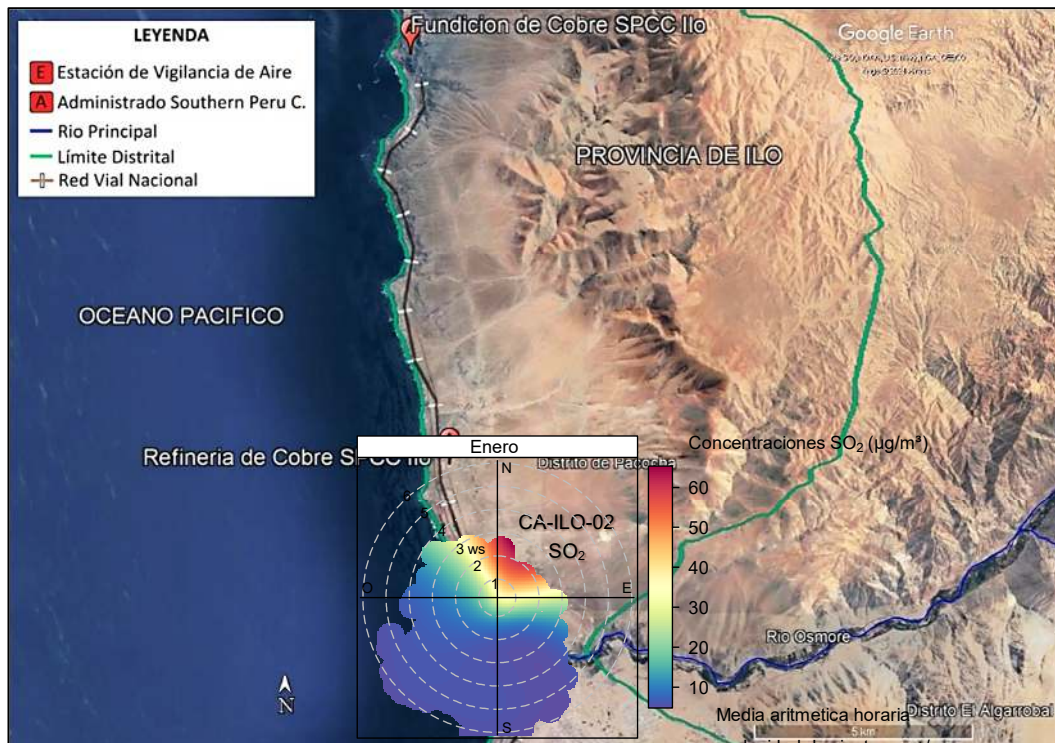 LEYENDA
E Estación de Vigilancia de Aire
A Administrado Southern Peru C.
Rio Principal
Límite Distrital
Red Vial Nacional
Fundicion de Cobre SPCC Ilo
Google Earth
PROVINCIA DE ILO
OCEANO PACIFICO
Refineria de Cobre SPCC Ilo
Enero
Distrito de Pacocha
N
CA-ILO-02
SO₂
6
5
4
3 ws
2
1
O
E
S
Concentraciones SO₂ (µg/m³)
60
50
40
30
20
10
Rio Osmore
N
Media aritmetica horaria
Distrito El Algarrobal
5 km